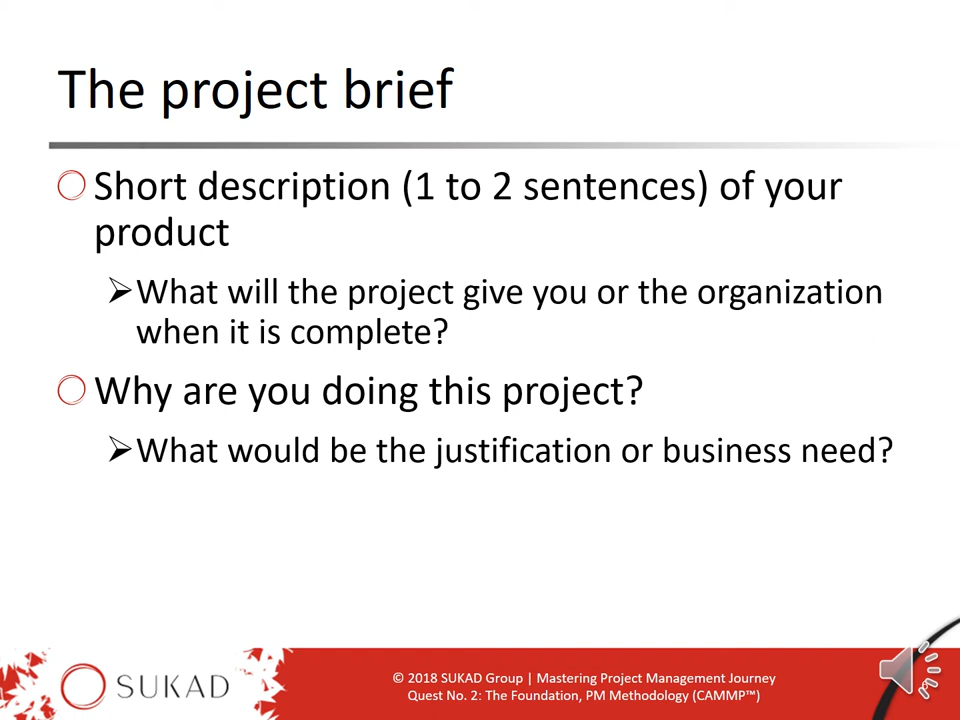 The project brief
Short description (1 to 2 sentences) of your
product
What will the project give you or the organization
when it is complete?
Why are you doing this project?
What would be the justification or business need?
SUKAD
© 2018 SUKAD Group | Mastering Project Management Journey
Quest No. 2: The Foundation, PM Methodology (CAMMP™)